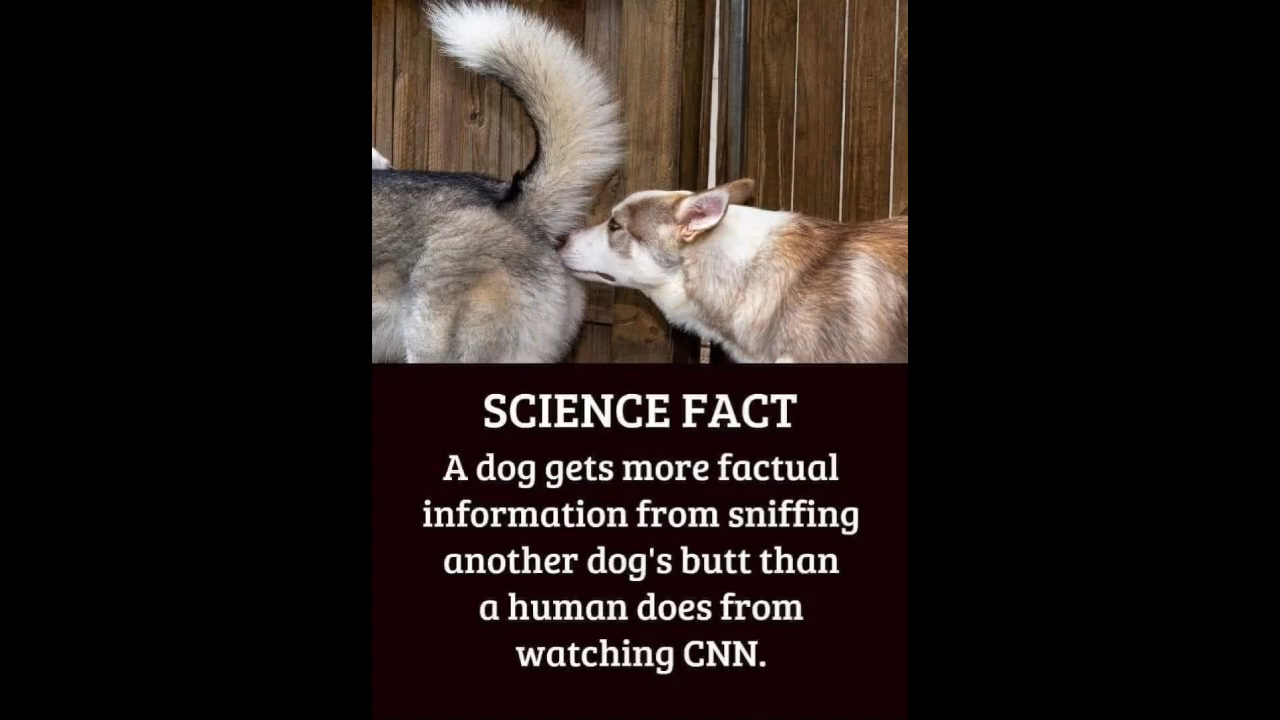 SCIENCE FACT
A dog gets more factual
information from sniffing
another dog's butt than
a human does from
watching CNN.